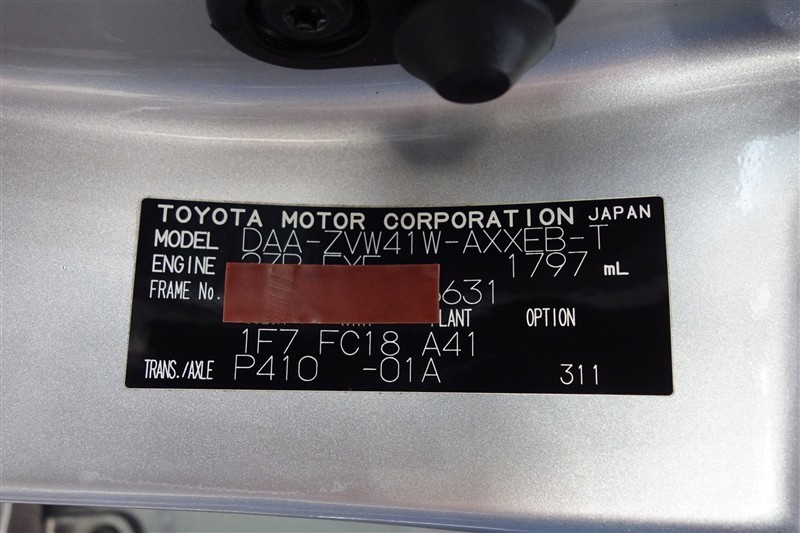 TOYOTA MOTOR CORPORATION JAPAN
MODEL DAA-ZVW41W-AXXEB-T
ENGINE 1797 mL
FRAME No. 631
PLANT OPTION
1F7 FC18 A41
TRANS./AXLE P410 -01A 311